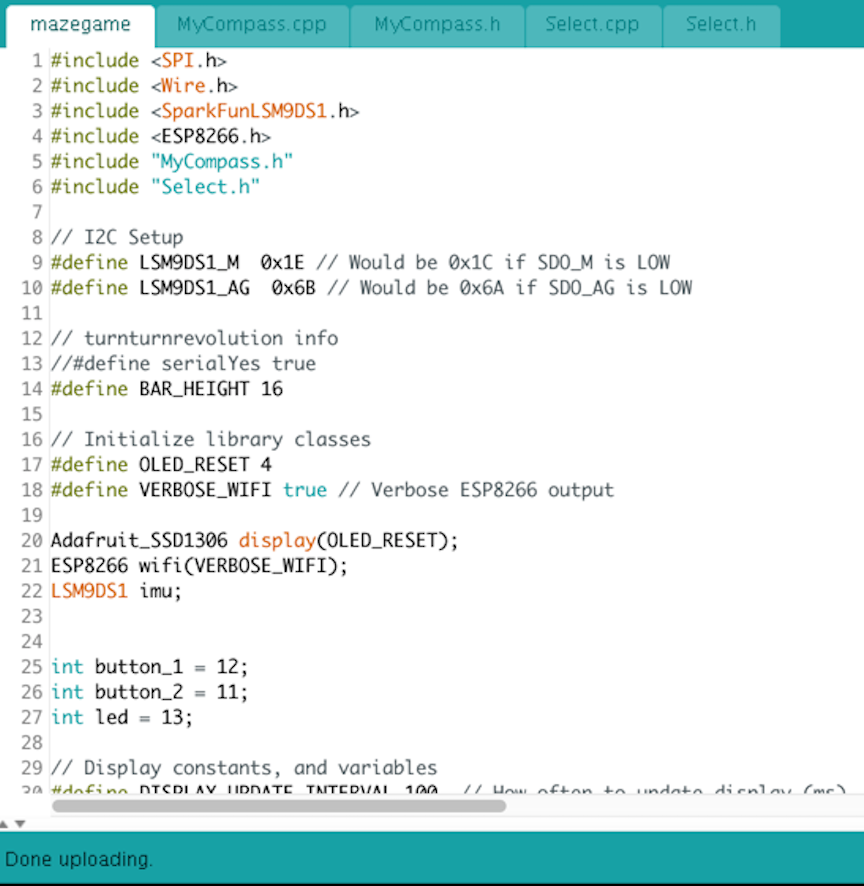 mazegame MyCompass.cpp MyCompass.h Select.cpp Select.h
1 #include <SPI.h>
2 #include <Wire.h>
3 #include <SparkFunLSM9DS1.h>
4 #include <ESP8266.h>
5 #include "MyCompass.h"
6 #include "Select.h"
7
8 // I2C Setup
9 #define LSM9DS1_M  0x1E // Would be 0x1C if SDO_M is LOW
10 #define LSM9DS1_AG  0x6B // Would be 0x6A if SDO_AG is LOW
11
12 // turnturnrevolution info
13 //#define serialYes true
14 #define BAR_HEIGHT 16
15
16 // Initialize library classes
17 #define OLED_RESET 4
18 #define VERBOSE_WIFI true // Verbose ESP8266 output
19
20 Adafruit_SSD1306 display(OLED_RESET);
21 ESP8266 wifi(VERBOSE_WIFI);
22 LSM9DS1 imu;
23
24
25 int button_1 = 12;
26 int button_2 = 11;
27 int led = 13;
28
29 // Display constants, and variables
30 #define DISPLAY_UPDATE_INTERVAL 100  // How often to update display (ms)
Done uploading.